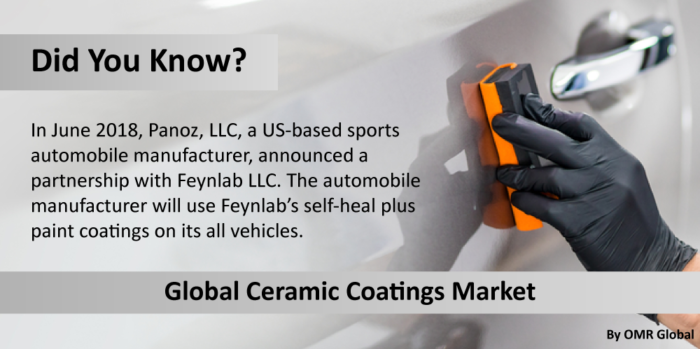 Did You Know?
In June 2018, Panoz, LLC, a US-based sports
automobile manufacturer, announced a
partnership with Feynlab LLC. The automobile
manufacturer will use Feynlab's self-heal plus
paint coatings on its all vehicles.
Global Ceramic Coatings Market
By OMR Global